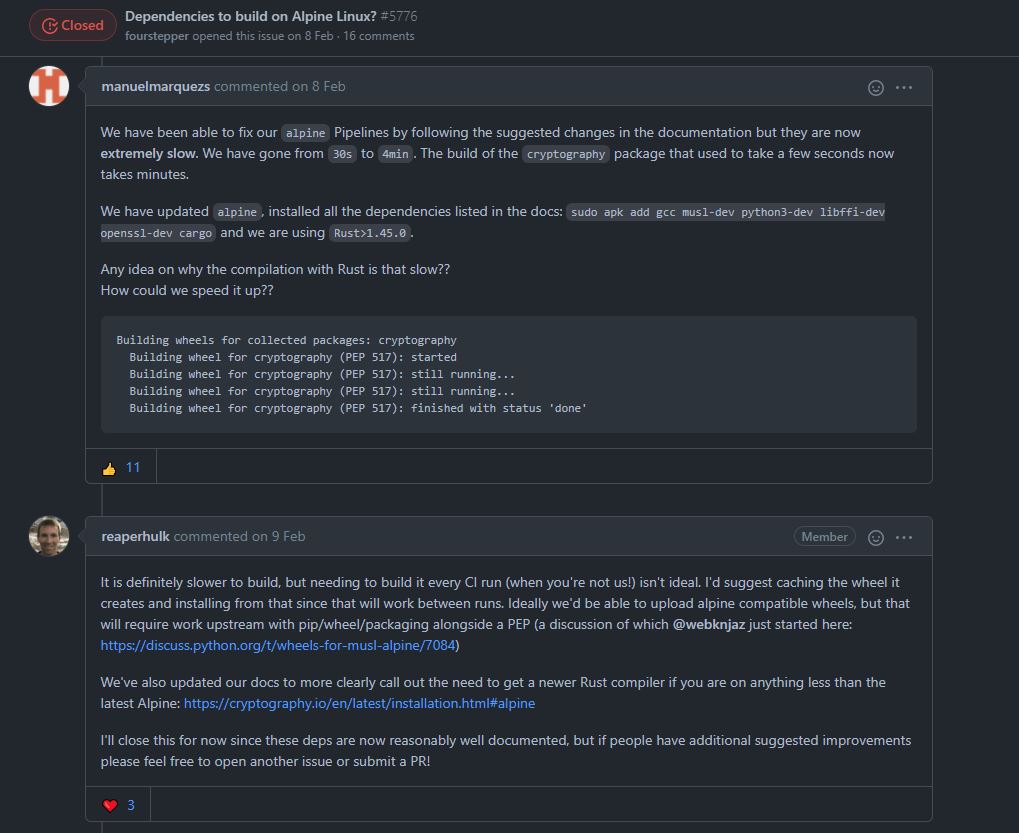 Closed
Dependencies to build on Alpine Linux? #5776
fourstepper opened this issue on 8 Feb · 16 comments
manuelmarquezs commented on 8 Feb
We have been able to fix our alpine Pipelines by following the suggested changes in the documentation but they are now
extremely slow. We have gone from 30s to 4min. The build of the cryptography package that used to take a few seconds now
takes minutes.
We have updated alpine, installed all the dependencies listed in the docs: sudo apk add gcc musl-dev python3-dev libffi-dev
openssl-dev cargo and we are using Rust>1.45.0.
Any idea on why the compilation with Rust is that slow??
How could we speed it up??
Building wheels for collected packages: cryptography
  Building wheel for cryptography (PEP 517): started
  Building wheel for cryptography (PEP 517): still running...
  Building wheel for cryptography (PEP 517): still running...
  Building wheel for cryptography (PEP 517): finished with status 'done'
👍 11
reaperhulk commented on 9 Feb
Member
It is definitely slower to build, but needing to build it every CI run (when you're not us!) isn't ideal. I'd suggest caching the wheel it
creates and installing from that since that will work between runs. Ideally we'd be able to upload alpine compatible wheels, but that
will require work upstream with pip/wheel/packaging alongside a PEP (a discussion of which @webknjaz just started here:
https://discuss.python.org/t/wheels-for-musl-alpine/7084)
We've also updated our docs to more clearly call out the need to get a newer Rust compiler if you are on anything less than the
latest Alpine: https://cryptography.io/en/latest/installation.html#alpine
I'll close this for now since these deps are now reasonably well documented, but if people have additional suggested improvements
please feel free to open another issue or submit a PR!
❤️ 3